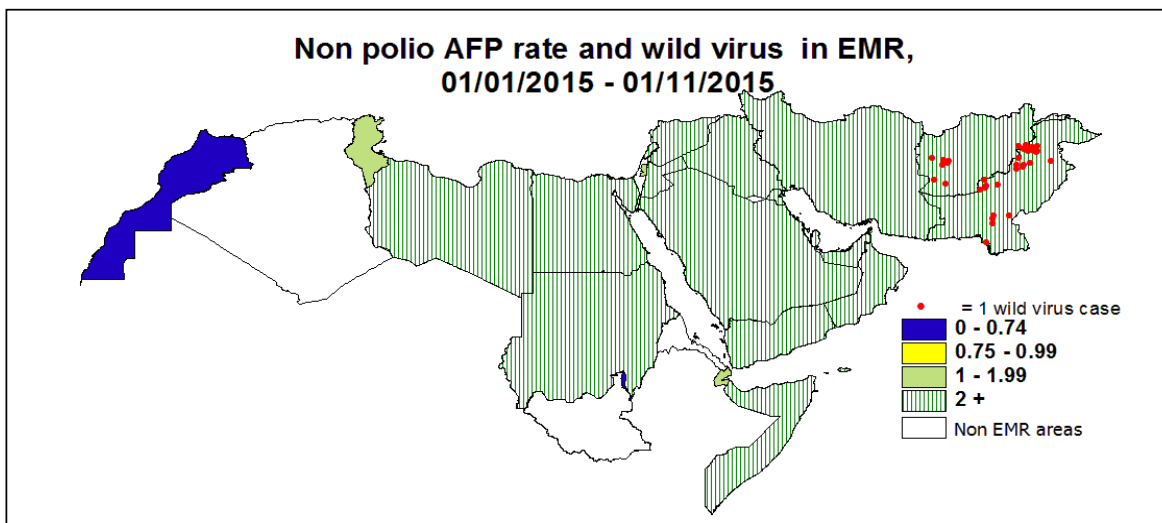 Non polio AFP rate and wild virus in EMR,
01/01/2015 - 01/11/2015
= 1 wild virus case
0 - 0.74
0.75 - 0.99
1 - 1.99
2 +
Non EMR areas